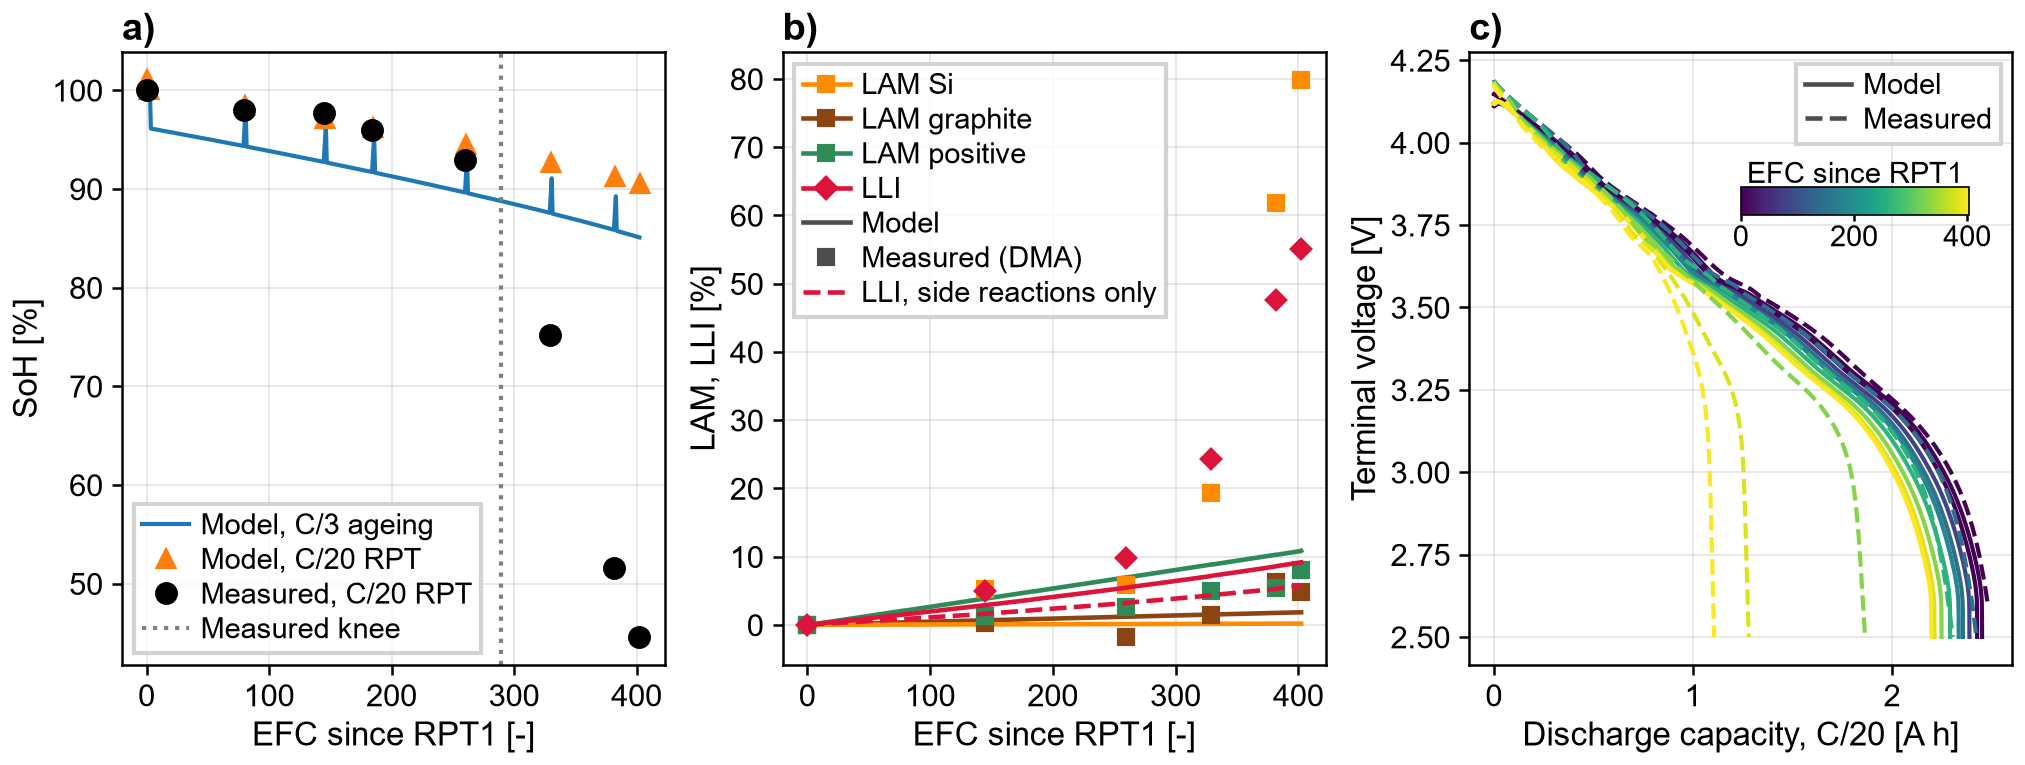 a)
100
90
80
70
60
50
SoH [%]
Model, C/3 ageing
Model, C/20 RPT
Measured, C/20 RPT
Measured knee
0
100
200
300
400
EFC since RPT1 [-]
b)
80
70
60
50
40
30
20
10
0
LAM, LLI [%]
LAM Si
LAM graphite
LAM positive
LLI
Model
Measured (DMA)
LLI, side reactions only
0
100
200
300
400
EFC since RPT1 [-]
c)
4.25
4.00
3.75
3.50
3.25
3.00
2.75
2.50
Terminal voltage [V]
Model
Measured
EFC since RPT1
0
200
400
0
1
2
Discharge capacity, C/20 [A h]